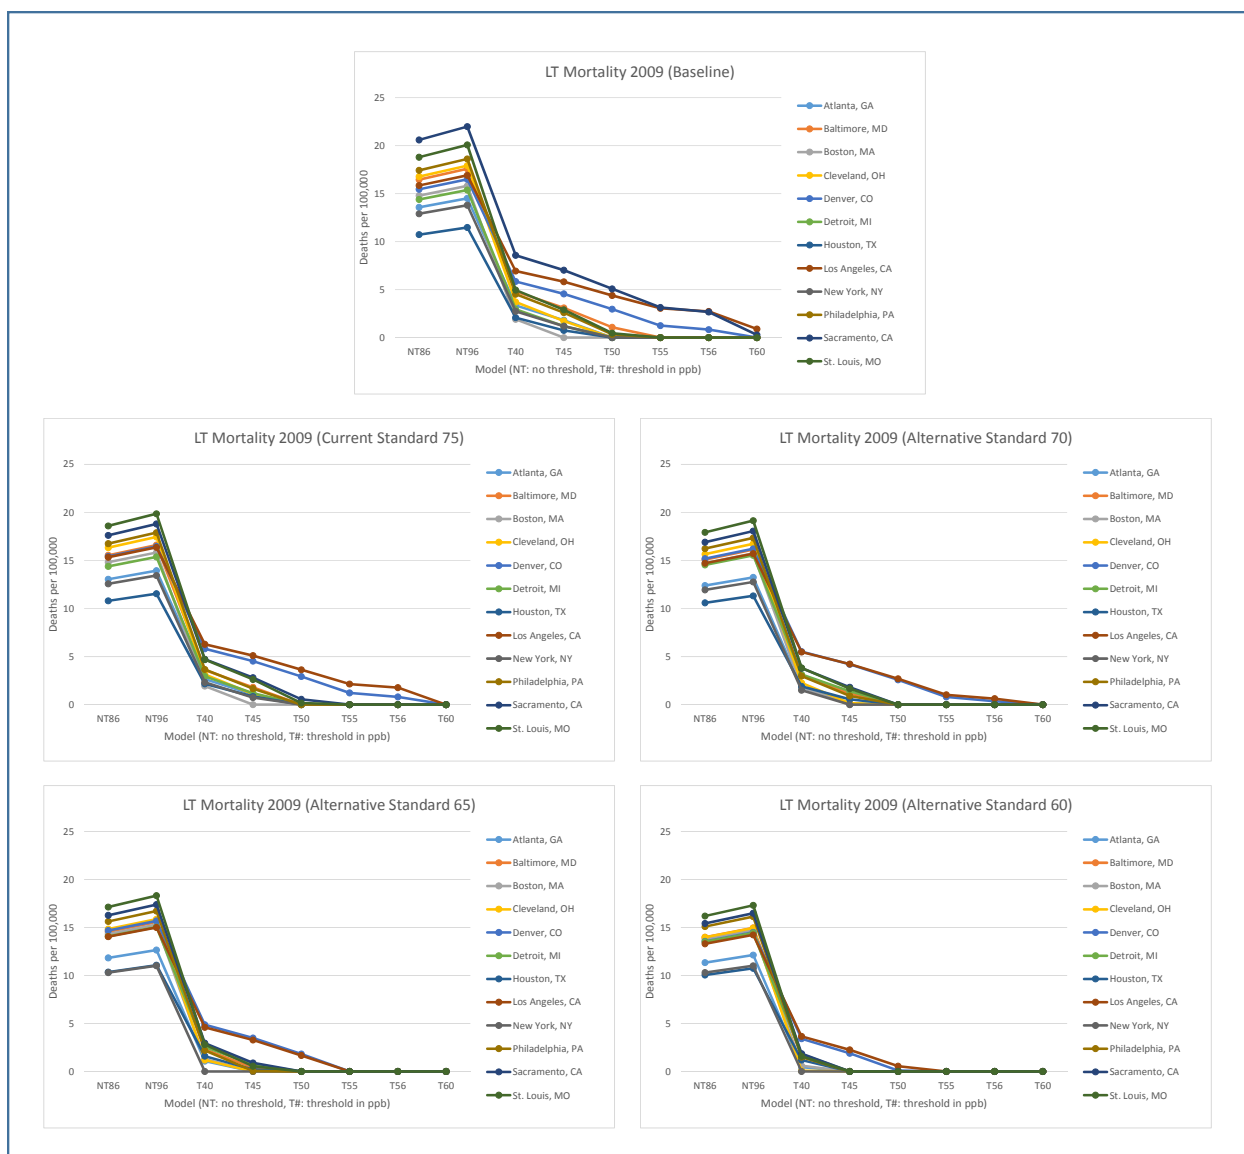 LT Mortality 2009 (Baseline)
Deaths per 100,000
25
20
15
10
5
0
NT86 NT96 T40 T45 T50 T55 T56 T60
Model (NT: no threshold, T#: threshold in ppb)
Atlanta, GA
Baltimore, MD
Boston, MA
Cleveland, OH
Denver, CO
Detroit, MI
Houston, TX
Los Angeles, CA
New York, NY
Philadelphia, PA
Sacramento, CA
St. Louis, MO
LT Mortality 2009 (Current Standard 75)
Deaths per 100,000
25
20
15
10
5
0
NT86 NT96 T40 T45 T50 T55 T56 T60
Model (NT: no threshold, T#: threshold in ppb)
Atlanta, GA
Baltimore, MD
Boston, MA
Cleveland, OH
Denver, CO
Detroit, MI
Houston, TX
Los Angeles, CA
New York, NY
Philadelphia, PA
Sacramento, CA
St. Louis, MO
LT Mortality 2009 (Alternative Standard 70)
Deaths per 100,000
25
20
15
10
5
0
NT86 NT96 T40 T45 T50 T55 T56 T60
Model (NT: no threshold, T#: threshold in ppb)
Atlanta, GA
Baltimore, MD
Boston, MA
Cleveland, OH
Denver, CO
Detroit, MI
Houston, TX
Los Angeles, CA
New York, NY
Philadelphia, PA
Sacramento, CA
St. Louis, MO
LT Mortality 2009 (Alternative Standard 65)
Deaths per 100,000
25
20
15
10
5
0
NT86 NT96 T40 T45 T50 T55 T56 T60
Model (NT: no threshold, T#: threshold in ppb)
Atlanta, GA
Baltimore, MD
Boston, MA
Cleveland, OH
Denver, CO
Detroit, MI
Houston, TX
Los Angeles, CA
New York, NY
Philadelphia, PA
Sacramento, CA
St. Louis, MO
LT Mortality 2009 (Alternative Standard 60)
Deaths per 100,000
25
20
15
10
5
0
NT86 NT96 T40 T45 T50 T55 T56 T60
Model (NT: no threshold, T#: threshold in ppb)
Atlanta, GA
Baltimore, MD
Boston, MA
Cleveland, OH
Denver, CO
Detroit, MI
Houston, TX
Los Angeles, CA
New York, NY
Philadelphia, PA
Sacramento, CA
St. Louis, MO